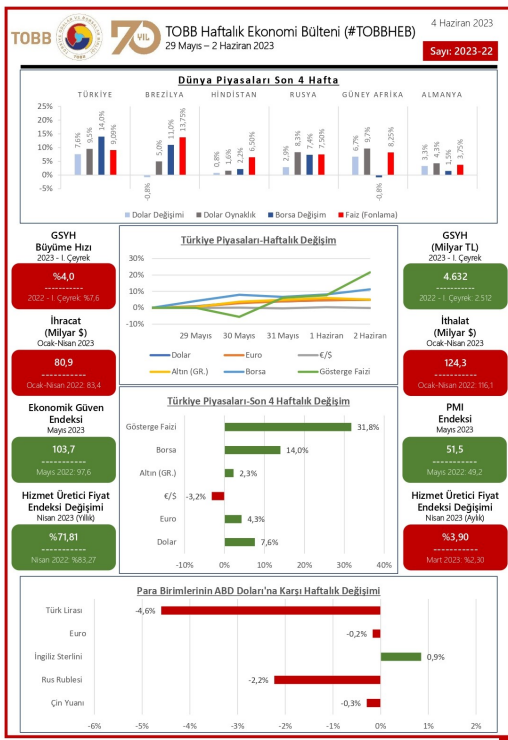 TOBB
70 YIL
TOBB Haftalık Ekonomi Bülteni (#TOBBHEB)
29 Mayıs – 2 Haziran 2023
4 Haziran 2023
Sayı: 2023-22
Dünya Piyasaları Son 4 Hafta
TÜRKİYE BREZİLYA HİNDİSTAN RUSYA GÜNEY AFRİKA ALMANYA
25%
20%
15%
10%
5%
0%
-5%
7,6% 9,5% 14,0% 9,09%
-0,8% 5,0% 11,0% 13,75%
0,8% 1,6% 2,2% 6,50%
2,9% 8,3% 7,4% 7,50%
6,7% 9,7% -0,8% 8,25%
3,3% 4,3% 1,5% 3,75%
Dolar Değişimi Dolar Oynaklık Borsa Değişim Faiz (Fonlama)
GSYH
Büyüme Hızı
2023 - I. Çeyrek
%4,0
-----------
2022 - I. Çeyrek: %7,6
İhracat
(Milyar $)
Ocak-Nisan 2023
80,9
-----------
Ocak-Nisan 2022: 83,4
Ekonomik Güven
Endeksi
Mayıs 2023
103,7
-----------
Mayıs 2022: 97,6
Hizmet Üretici Fiyat
Endeksi Değişimi
Nisan 2023 (Yıllık)
%71,81
-----------
Nisan 2022: %83,27
Türkiye Piyasaları-Haftalık Değişim
30%
20%
10%
0%
-10%
29 Mayıs 30 Mayıs 31 Mayıs 1 Haziran 2 Haziran
Dolar Euro €/$
Altın (GR.) Borsa Gösterge Faizi
Türkiye Piyasaları-Son 4 Haftalık Değişim
Gösterge Faizi 31,8%
Borsa 14,0%
Altın (GR.) 2,3%
€/$ -3,2%
Euro 4,3%
Dolar 7,6%
-10% 0% 10% 20% 30% 40%
GSYH
(Milyar TL)
2023 - I. Çeyrek
4.632
-----------
2022 - I. Çeyrek: 2.512
İthalat
(Milyar $)
Ocak-Nisan 2023
124,3
-----------
Ocak-Nisan 2022: 116,1
PMI
Endeksi
Mayıs 2023
51,5
-----------
Mayıs 2022: 49,2
Hizmet Üretici Fiyat
Endeksi Değişimi
Nisan 2023 (Aylık)
%3,90
-----------
Mart 2023: %2,30
Para Birimlerinin ABD Doları'na Karşı Haftalık Değişimi
Türk Lirası -4,6%
Euro -0,2%
İngiliz Sterlini 0,9%
Rus Rublesi -2,2%
Çin Yuanı -0,3%
-6% -5% -4% -3% -2% -1% 0% 1% 2%